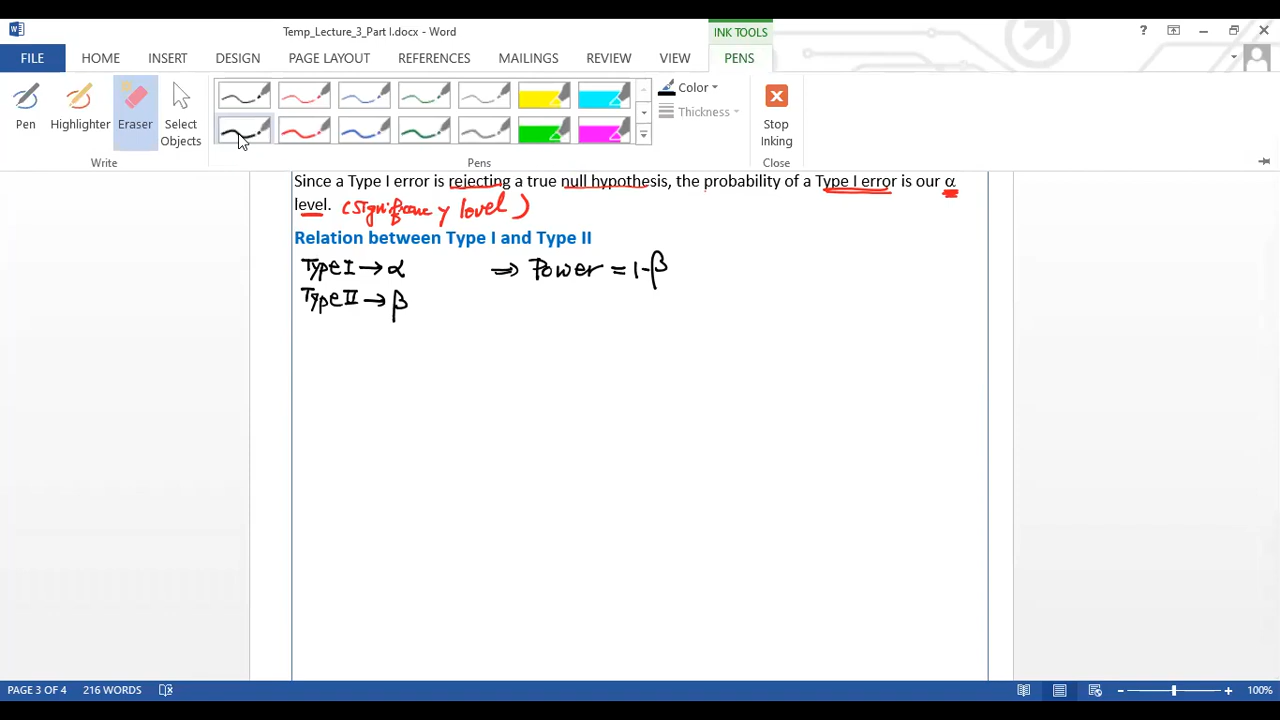 Temp_Lecture_3_Part I.docx - Word
INK TOOLS
FILE HOME INSERT DESIGN PAGE LAYOUT REFERENCES MAILINGS REVIEW VIEW PENS
Pen Highlighter Eraser Select Objects
Color
Thickness
Stop Inking
Write Pens Close
Since a Type I error is rejecting a true null hypothesis, the probability of a Type I error is our α
level. (Significancy level)
Relation between Type I and Type II
Type I → α ⇒ Power = 1-β
Type II → β
PAGE 3 OF 4 216 WORDS 100%